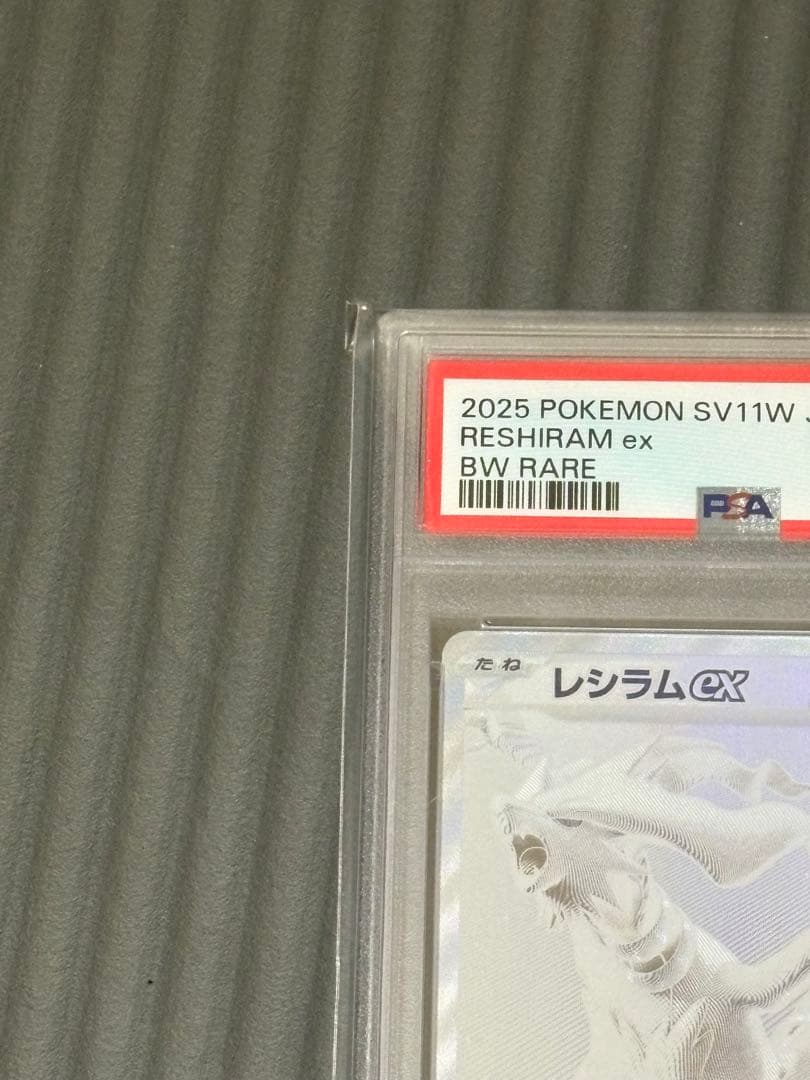 2025 POKEMON SV11W
RESHIRAM ex
BW RARE
PSA
たね
レシラムex